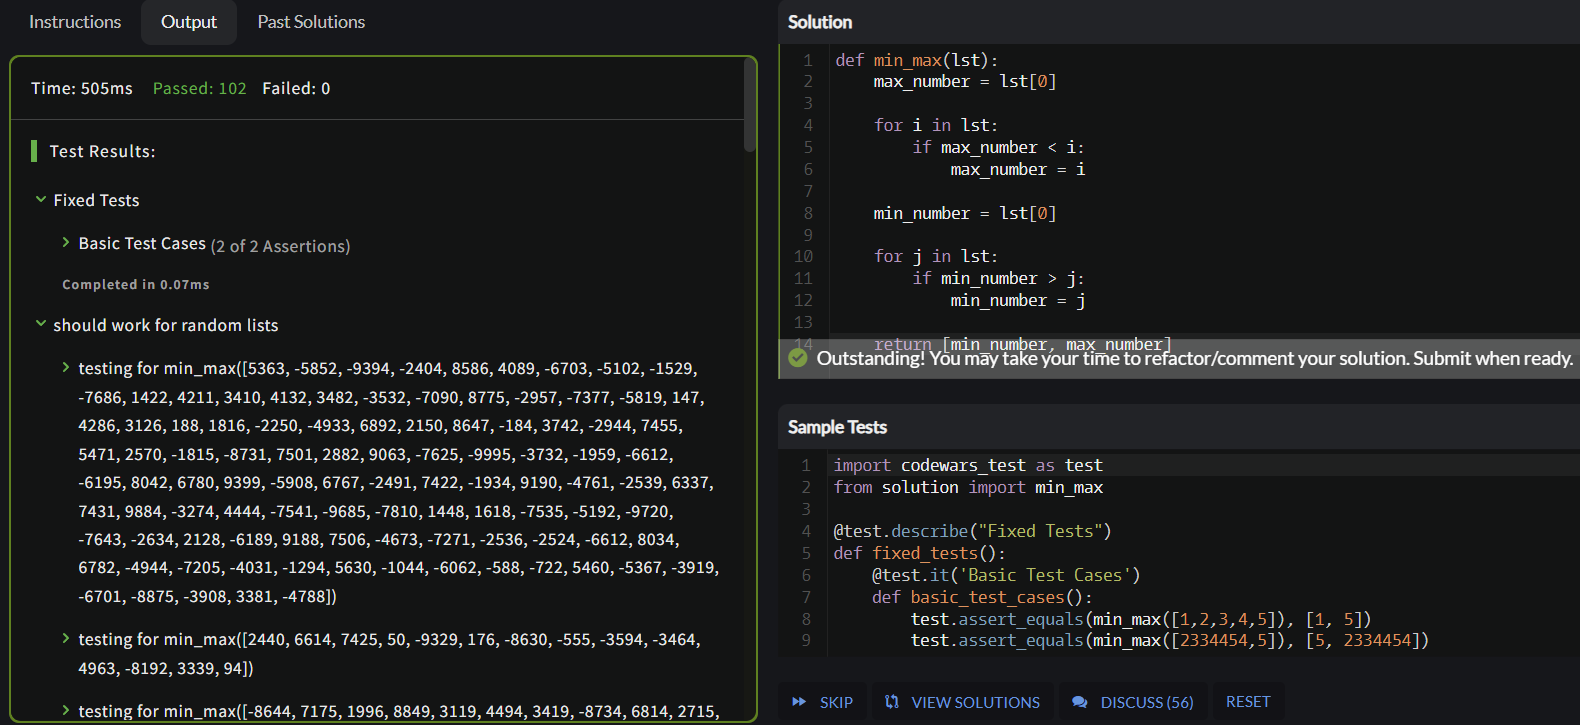 Instructions
Output
Past Solutions
Time: 505ms Passed: 102 Failed: 0
Test Results:
Fixed Tests
Basic Test Cases (2 of 2 Assertions)
Completed in 0.07ms
should work for random lists
testing for min_max([5363, -5852, -9394, -2404, 8586, 4089, -6703, -5102, -1529,
-7686, 1422, 4211, 3410, 4132, 3482, -3532, -7090, 8775, -2957, -7377, -5819, 147,
4286, 3126, 188, 1816, -2250, -4933, 6892, 2150, 8647, -184, 3742, -2944, 7455,
5471, 2570, -1815, -8731, 7501, 2882, 9063, -7625, -9995, -3732, -1959, -6612,
-6195, 8042, 6780, 9399, -5908, 6767, -2491, 7422, -1934, 9190, -4761, -2539, 6337,
7431, 9884, -3274, 4444, -7541, -9685, -7810, 1448, 1618, -7535, -5192, -9720,
-7643, -2634, 2128, -6189, 9188, 7506, -4673, -7271, -2536, -2524, -6612, 8034,
6782, -4944, -7205, -4031, -1294, 5630, -1044, -6062, -588, -722, 5460, -5367, -3919,
-6701, -8875, -3908, 3381, -4788])
testing for min_max([2440, 6614, 7425, 50, -9329, 176, -8630, -555, -3594, -3464,
4963, -8192, 3339, 94])
testing for min_max([-8644, 7175, 1996, 8849, 3119, 4494, 3419, -8734, 6814, 2715,
Solution
1 def min_max(lst):
2     max_number = lst[0]
3
4     for i in lst:
5         if max_number < i:
6             max_number = i
7
8     min_number = lst[0]
9
10     for j in lst:
11         if min_number > j:
12             min_number = j
13
14     return [min_number, max_number]
Outstanding! You may take your time to refactor/comment your solution. Submit when ready.
Sample Tests
1 import codewars_test as test
2 from solution import min_max
3
4 @test.describe("Fixed Tests")
5 def fixed_tests():
6     @test.it('Basic Test Cases')
7     def basic_test_cases():
8         test.assert_equals(min_max([1,2,3,4,5]), [1, 5])
9         test.assert_equals(min_max([2334454,5]), [5, 2334454])
SKIP
VIEW SOLUTIONS
DISCUSS (56)
RESET